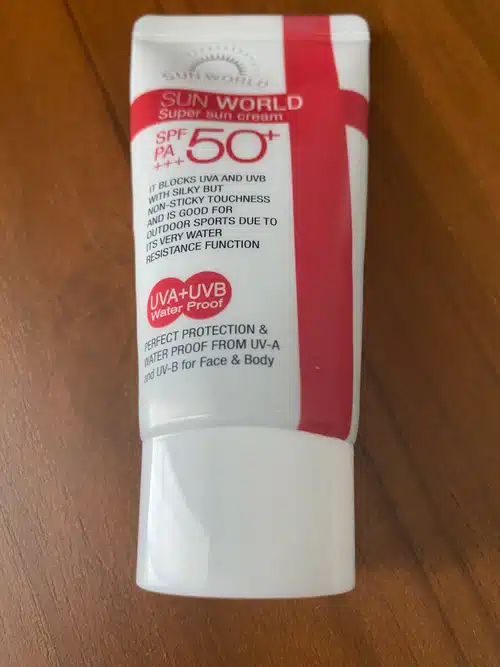 SUN WORLD
SUN WORLD
Super sun cream
SPF 50+
PA +++
IT BLOCKS UVA AND UVB
WITH SILKY BUT
NON-STICKY TOUCHNESS
AND IS GOOD FOR
OUTDOOR SPORTS DUE TO
ITS VERY WATER
RESISTANCE FUNCTION
UVA+UVB
Water Proof
PERFECT PROTECTION &
WATER PROOF FROM UV-A
and UV-B for Face & Body